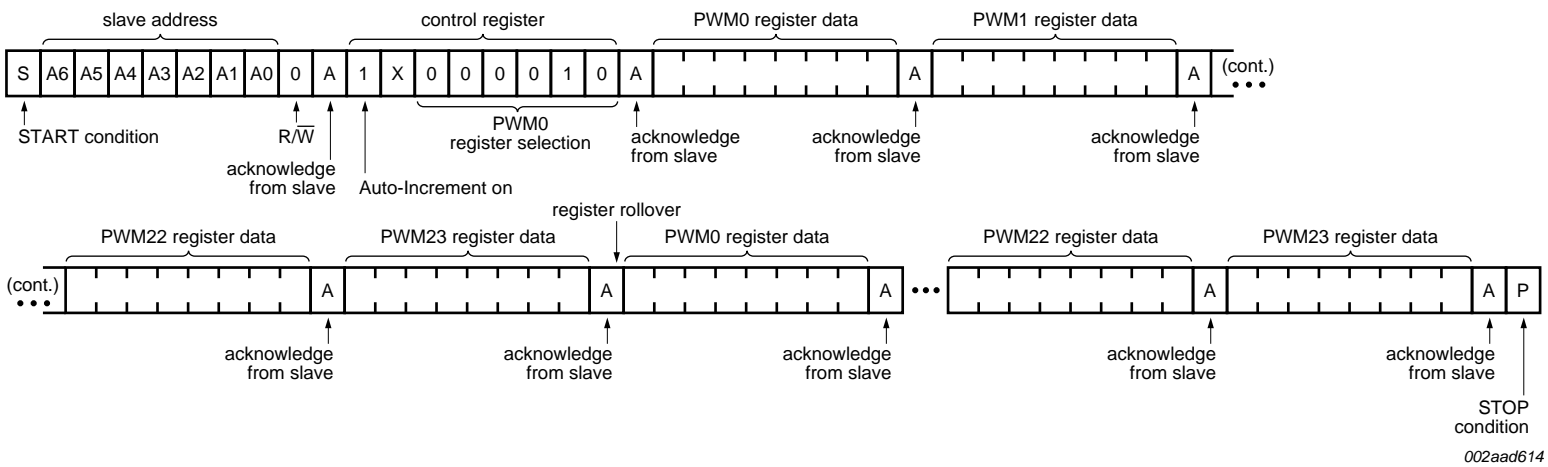 slave address control register PWM0 register data PWM1 register data
S A6 A5 A4 A3 A2 A1 A0 0 A 1 X 0 0 0 0 1 0 A A A (cont.)
START condition R/W̅ PWM0
register selection
acknowledge
from slave
Auto-Increment on
acknowledge
from slave
acknowledge
from slave
acknowledge
from slave
register rollover
PWM22 register data PWM23 register data PWM0 register data PWM22 register data PWM23 register data
(cont.) A A A A A P
acknowledge
from slave
acknowledge
from slave
acknowledge
from slave
acknowledge
from slave
acknowledge
from slave
STOP
condition
002aad614